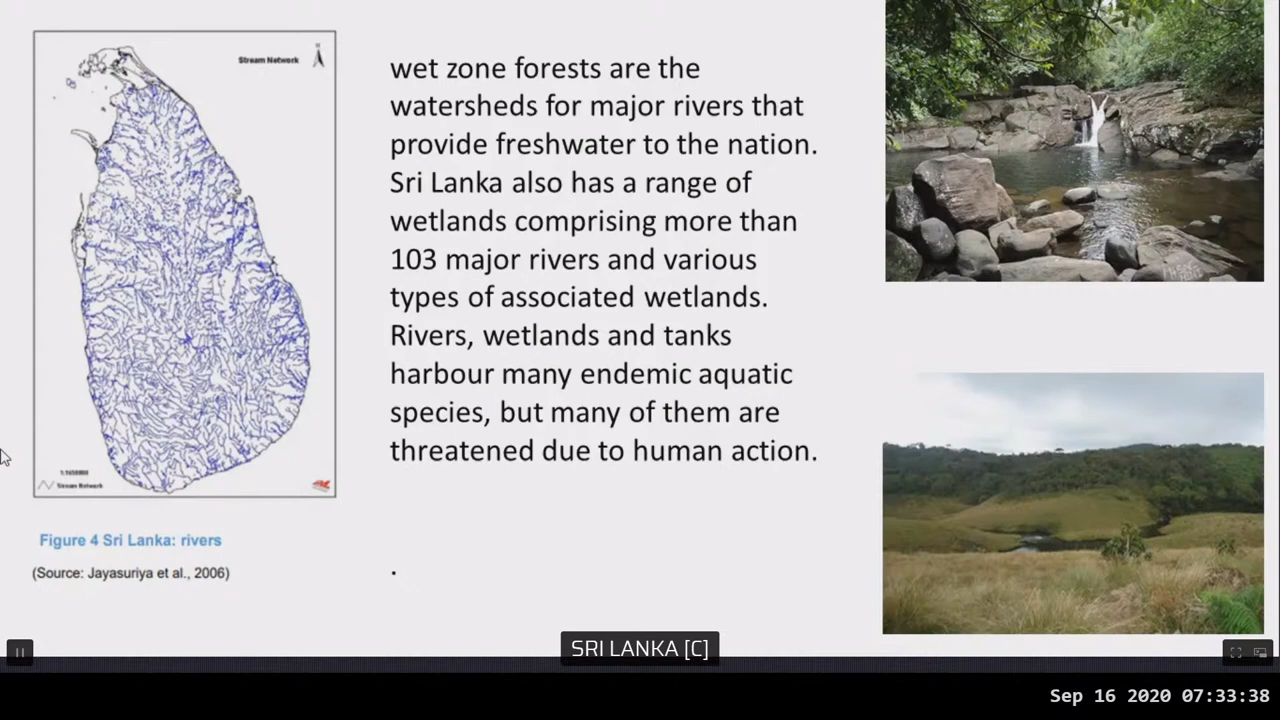 Stream Network
N
wet zone forests are the
watersheds for major rivers that
provide freshwater to the nation.
Sri Lanka also has a range of
wetlands comprising more than
103 major rivers and various
types of associated wetlands.
Rivers, wetlands and tanks
harbour many endemic aquatic
species, but many of them are
threatened due to human action.
.
Stream Network
Figure 4 Sri Lanka: rivers
(Source: Jayasuriya et al., 2006)
SRI LANKA [C]
Sep 16 2020 07:33:38